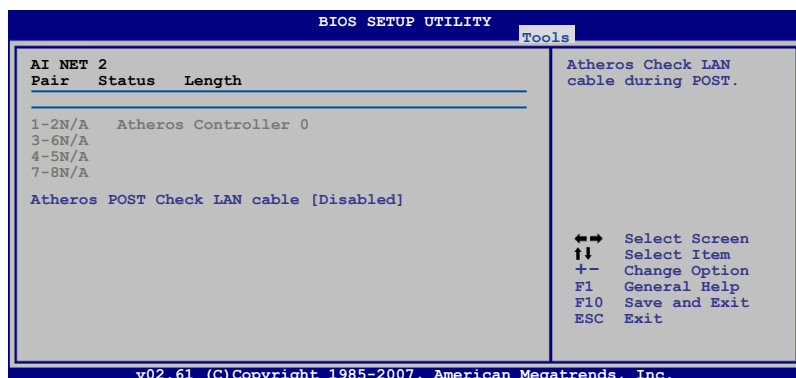 BIOS SETUP UTILITY
Tools
AI NET 2
Pair Status Length
1-2N/A Atheros Controller 0
3-6N/A
4-5N/A
7-8N/A
Atheros POST Check LAN cable [Disabled]
Atheros Check LAN
cable during POST.
←→ Select Screen
↑↓ Select Item
+- Change Option
F1 General Help
F10 Save and Exit
ESC Exit
v02.61 (C)Copyright 1985-2007, American Megatrends, Inc.